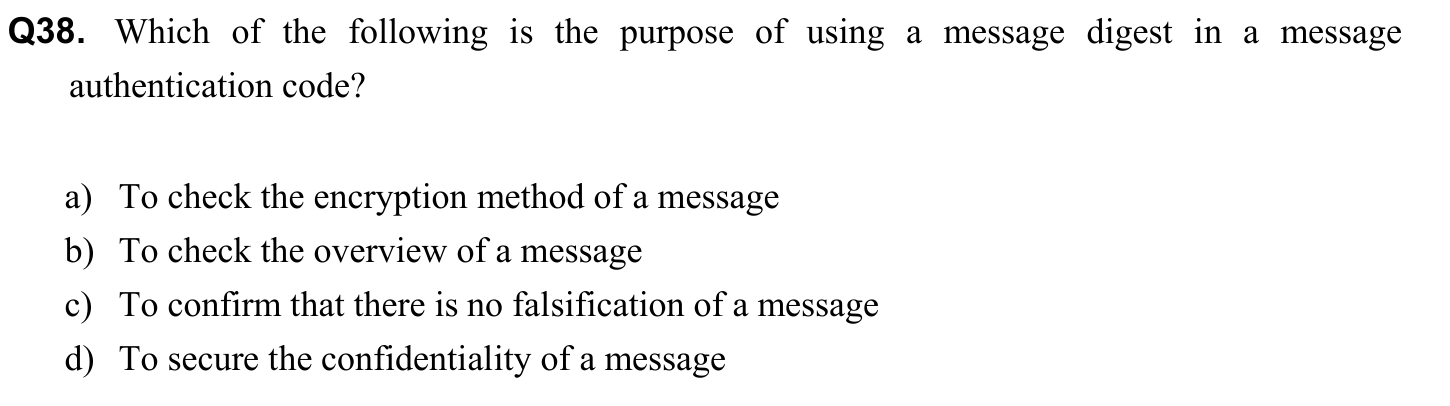 Q38. Which of the following is the purpose of using a message digest in a message
authentication code?
a) To check the encryption method of a message
b) To check the overview of a message
c) To confirm that there is no falsification of a message
d) To secure the confidentiality of a message